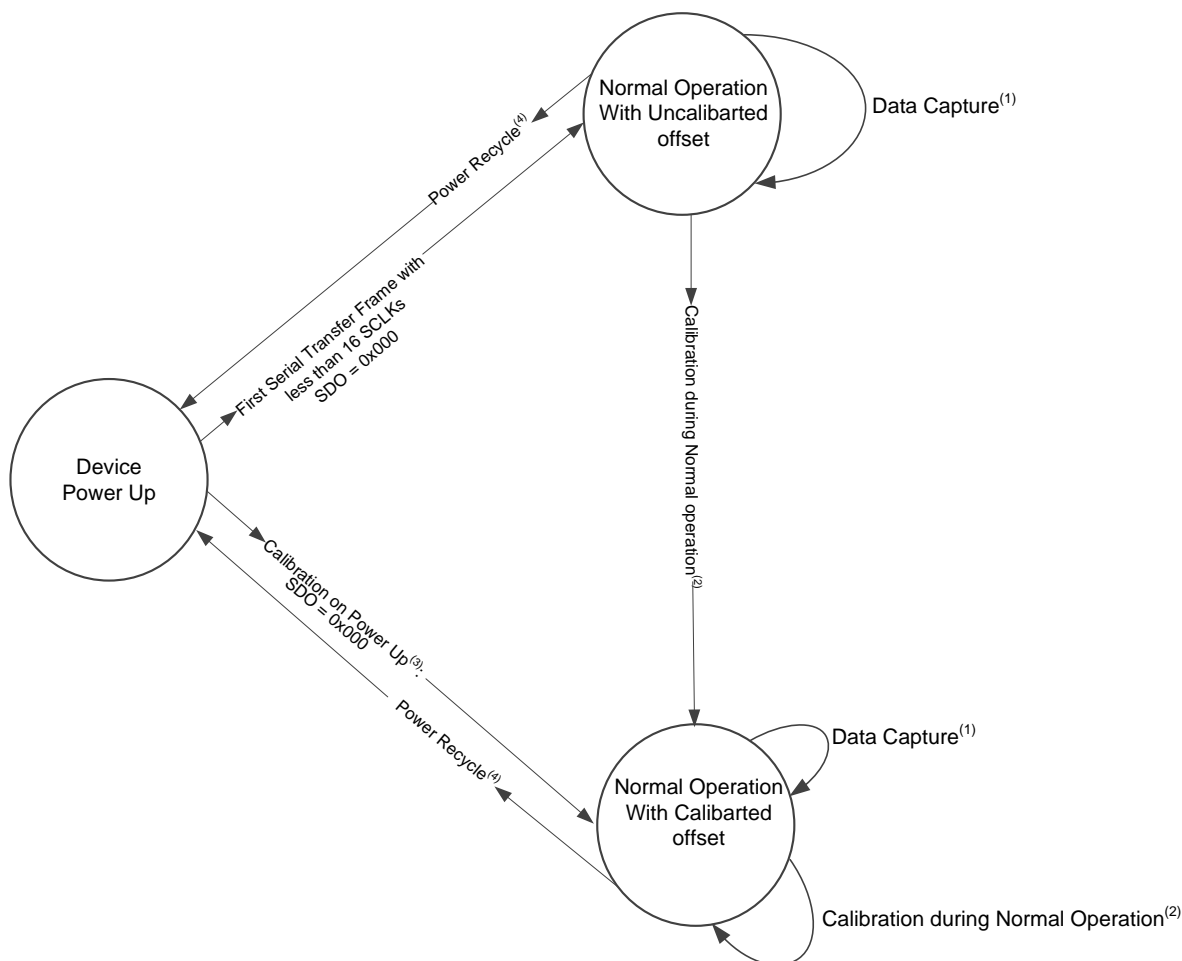 Normal Operation
With Uncalibarted
offset
Data Capture(1)
Power Recycle(4)
First Serial Transfer Frame with
less than 16 SCLKs
SDO = 0x000
Calibration during Normal operation(2)
Device
Power Up
Calibration on Power Up(3):
SDO = 0x000
Power Recycle(4)
Normal Operation
With Calibarted
offset
Data Capture(1)
Calibration during Normal Operation(2)